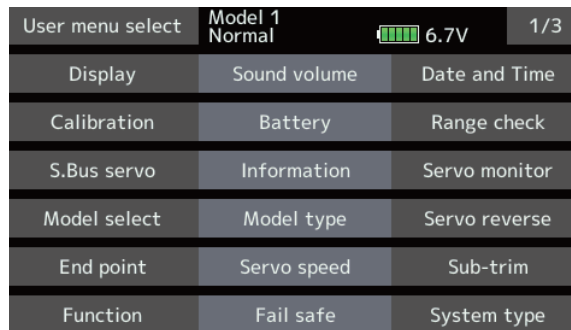 User menu select
Model 1
Normal
6.7V
1/3
Display
Sound volume
Date and Time
Calibration
Battery
Range check
S.Bus servo
Information
Servo monitor
Model select
Model type
Servo reverse
End point
Servo speed
Sub-trim
Function
Fail safe
System type